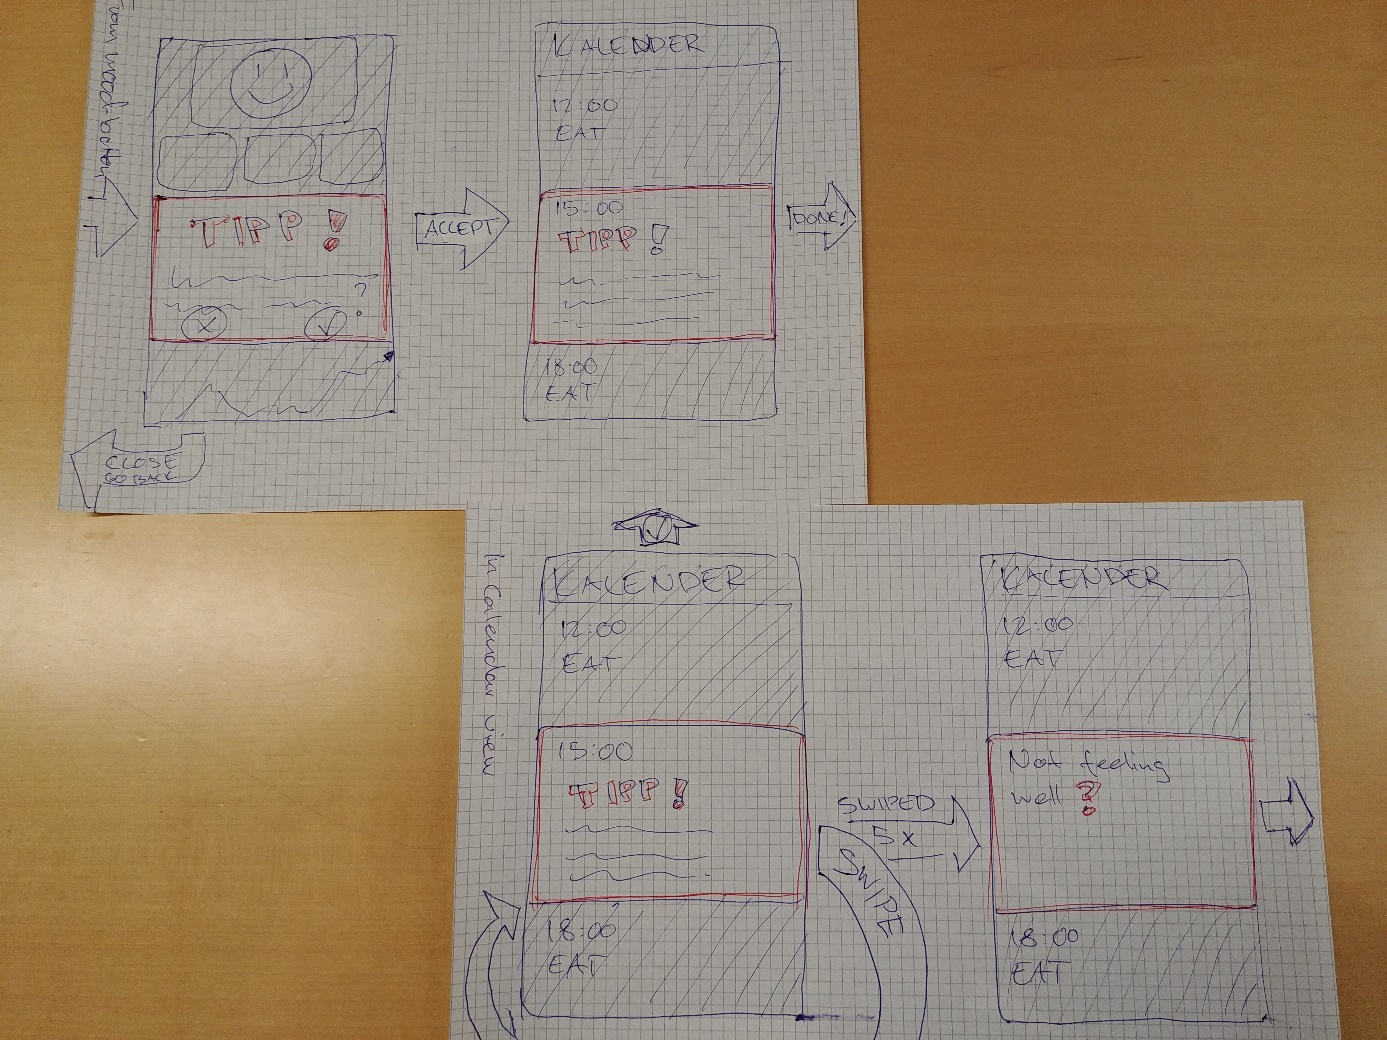 TIPP!
?
x
ACCEPT
KALENDER
12:00
EAT
15:00
TIPP!
18:00
EAT
DONE!
CLOSE
GO BACK
In Calendar View
KALENDER
12:00
EAT
15:00
TIPP!
18:00
EAT
SWIPED
5x
SWIPE
KALENDER
12:00
EAT
Not feeling
well?
18:00
EAT